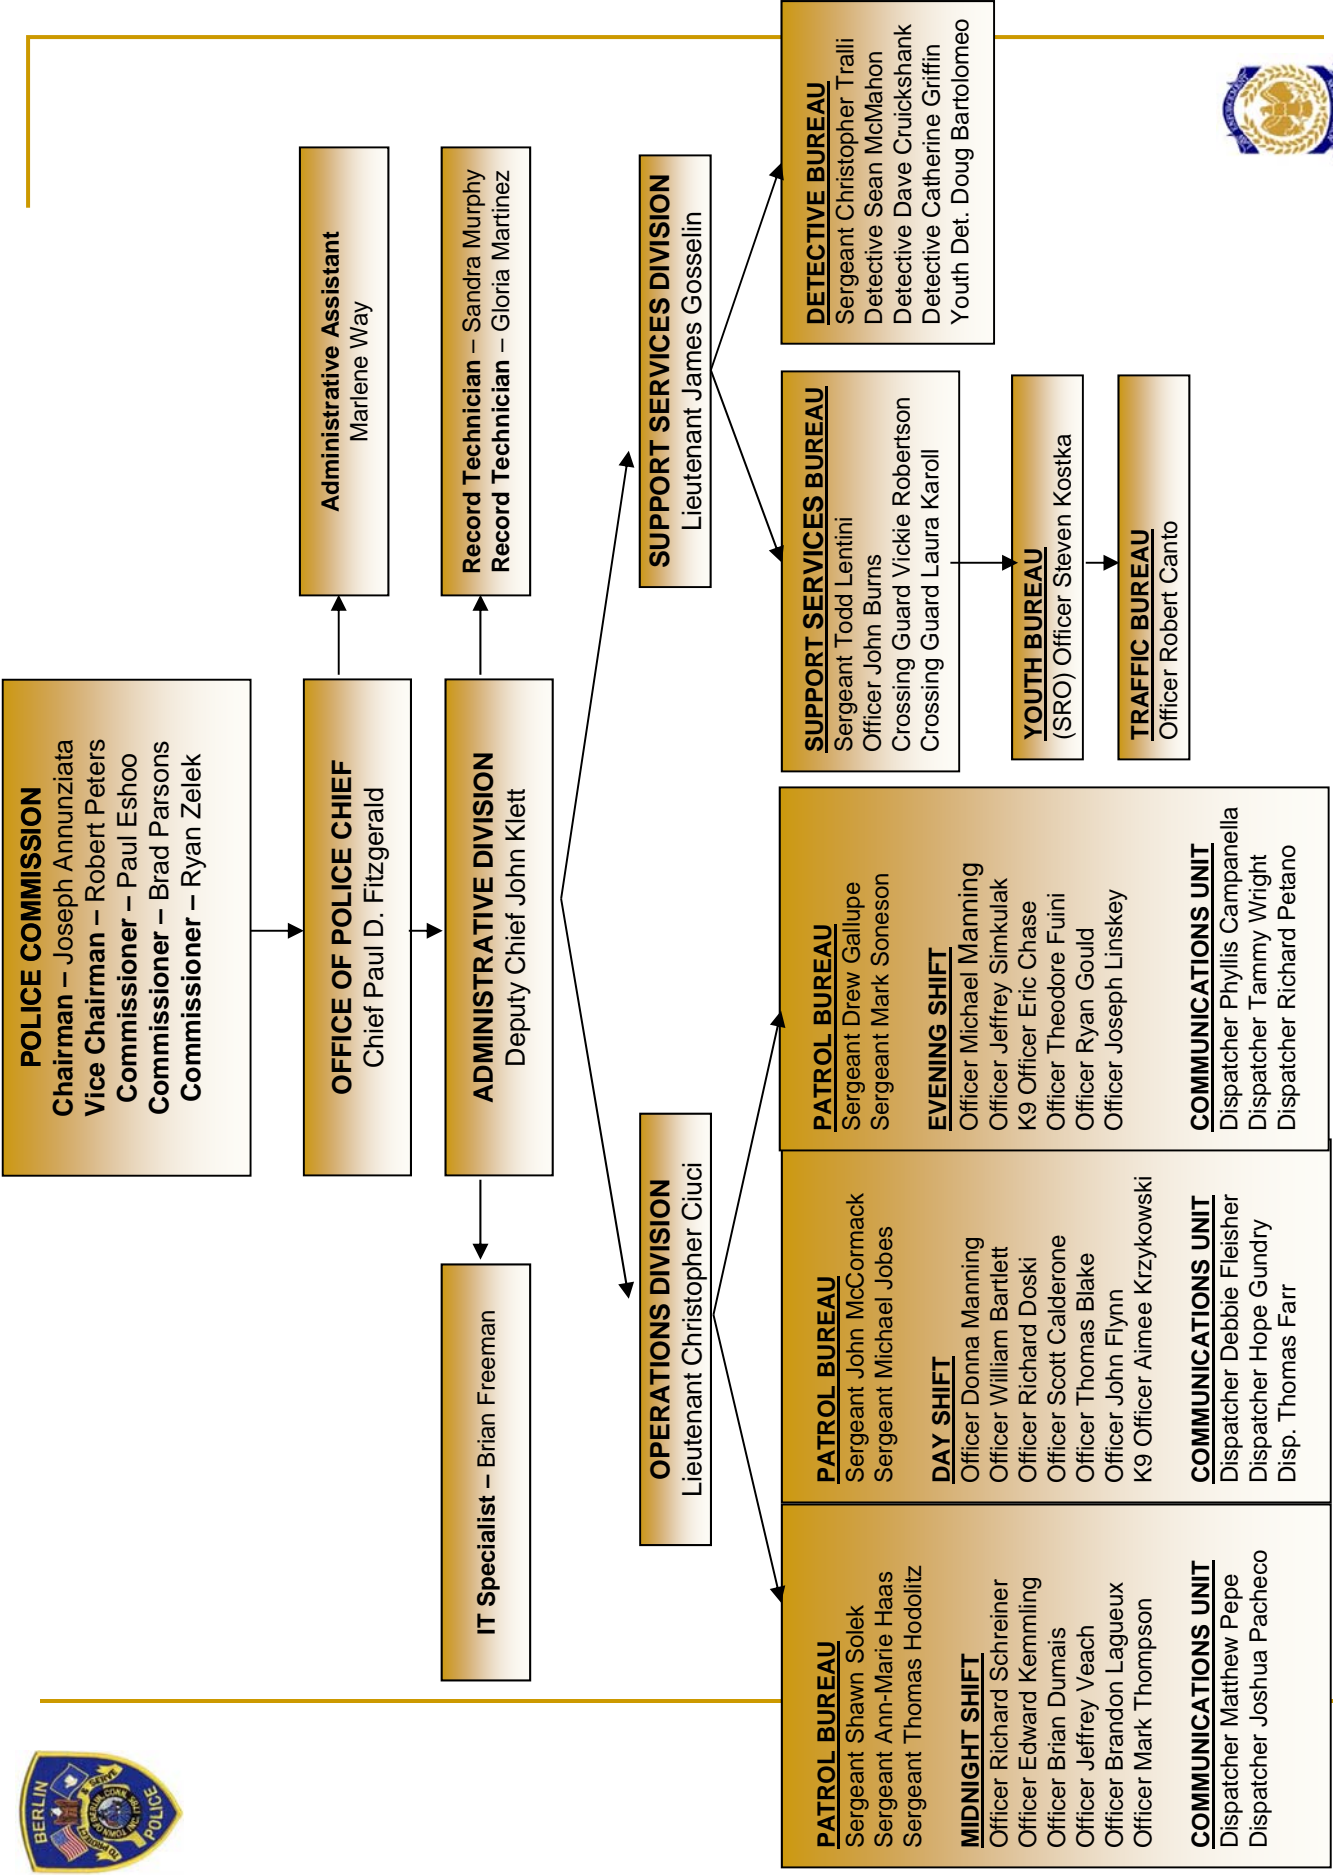 BERLIN
POLICE
POLICE COMMISSION
Chairman – Joseph Annunziata
Vice Chairman – Robert Peters
Commissioner – Paul Eshoo
Commissioner – Brad Parsons
Commissioner – Ryan Zelek
OFFICE OF POLICE CHIEF
Chief Paul D. Fitzgerald
Administrative Assistant
Marlene Way
ADMINISTRATIVE DIVISION
Deputy Chief John Klett
IT Specialist – Brian Freeman
Record Technician – Sandra Murphy
Record Technician – Gloria Martinez
OPERATIONS DIVISION
Lieutenant Christopher Ciuci
SUPPORT SERVICES DIVISION
Lieutenant James Gosselin
PATROL BUREAU
Sergeant Shawn Solek
Sergeant Ann-Marie Haas
Sergeant Thomas Hodolitz
MIDNIGHT SHIFT
Officer Richard Schreiner
Officer Edward Kemmling
Officer Brian Dumais
Officer Jeffrey Veach
Officer Brandon Lagueux
Officer Mark Thompson
COMMUNICATIONS UNIT
Dispatcher Matthew Pepe
Dispatcher Joshua Pacheco
PATROL BUREAU
Sergeant John McCormack
Sergeant Michael Jobes
DAY SHIFT
Officer Donna Manning
Officer William Bartlett
Officer Richard Doski
Officer Scott Calderone
Officer Thomas Blake
Officer John Flynn
K9 Officer Aimee Krzykowski
COMMUNICATIONS UNIT
Dispatcher Debbie Fleisher
Dispatcher Hope Gundry
Disp. Thomas Farr
PATROL BUREAU
Sergeant Drew Gallupe
Sergeant Mark Soneson
EVENING SHIFT
Officer Michael Manning
Officer Jeffrey Simkulak
K9 Officer Eric Chase
Officer Theodore Fuini
Officer Ryan Gould
Officer Joseph Linskey
COMMUNICATIONS UNIT
Dispatcher Phyllis Campanella
Dispatcher Tammy Wright
Dispatcher Richard Petano
SUPPORT SERVICES BUREAU
Sergeant Todd Lentini
Officer John Burns
Crossing Guard Vickie Robertson
Crossing Guard Laura Karoll
YOUTH BUREAU
(SRO) Officer Steven Kostka
TRAFFIC BUREAU
Officer Robert Canto
DETECTIVE BUREAU
Sergeant Christopher Tralli
Detective Sean McMahon
Detective Dave Cruickshank
Detective Catherine Griffin
Youth Det. Doug Bartolomeo